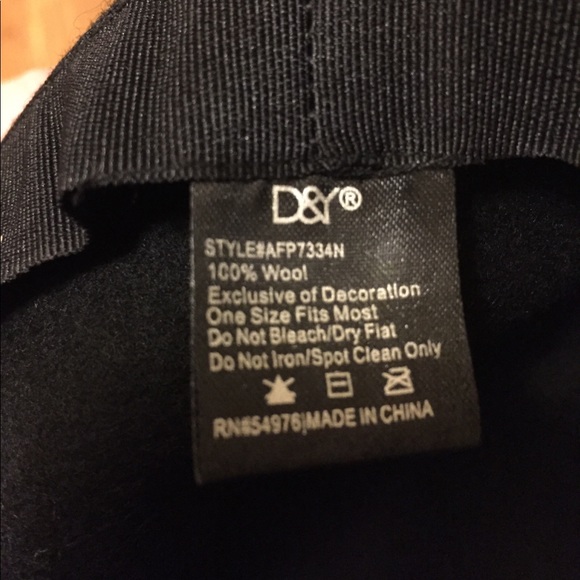 D&Y®
STYLE#AFP7334N
100% Wool
Exclusive of Decoration
One Size Fits Most
Do Not Bleach/Dry Flat
Do Not Iron/Spot Clean Only
RN#54976|MADE IN CHINA